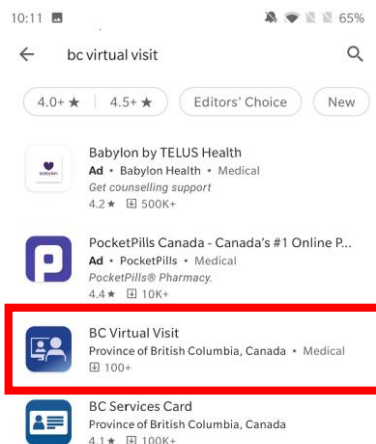 10:11 65%
bc virtual visit
4.0+ ★ 4.5+ ★ Editors' Choice New
Babylon by TELUS Health
Ad • Babylon Health • Medical
Get counselling support
4.2 ★ 500K+
PocketPills Canada - Canada's #1 Online P...
Ad • PocketPills • Medical
PocketPills® Pharmacy.
4.4 ★ 10K+
BC Virtual Visit
Province of British Columbia, Canada • Medical
100+
BC Services Card
Province of British Columbia, Canada
4.1 ★ 100K+